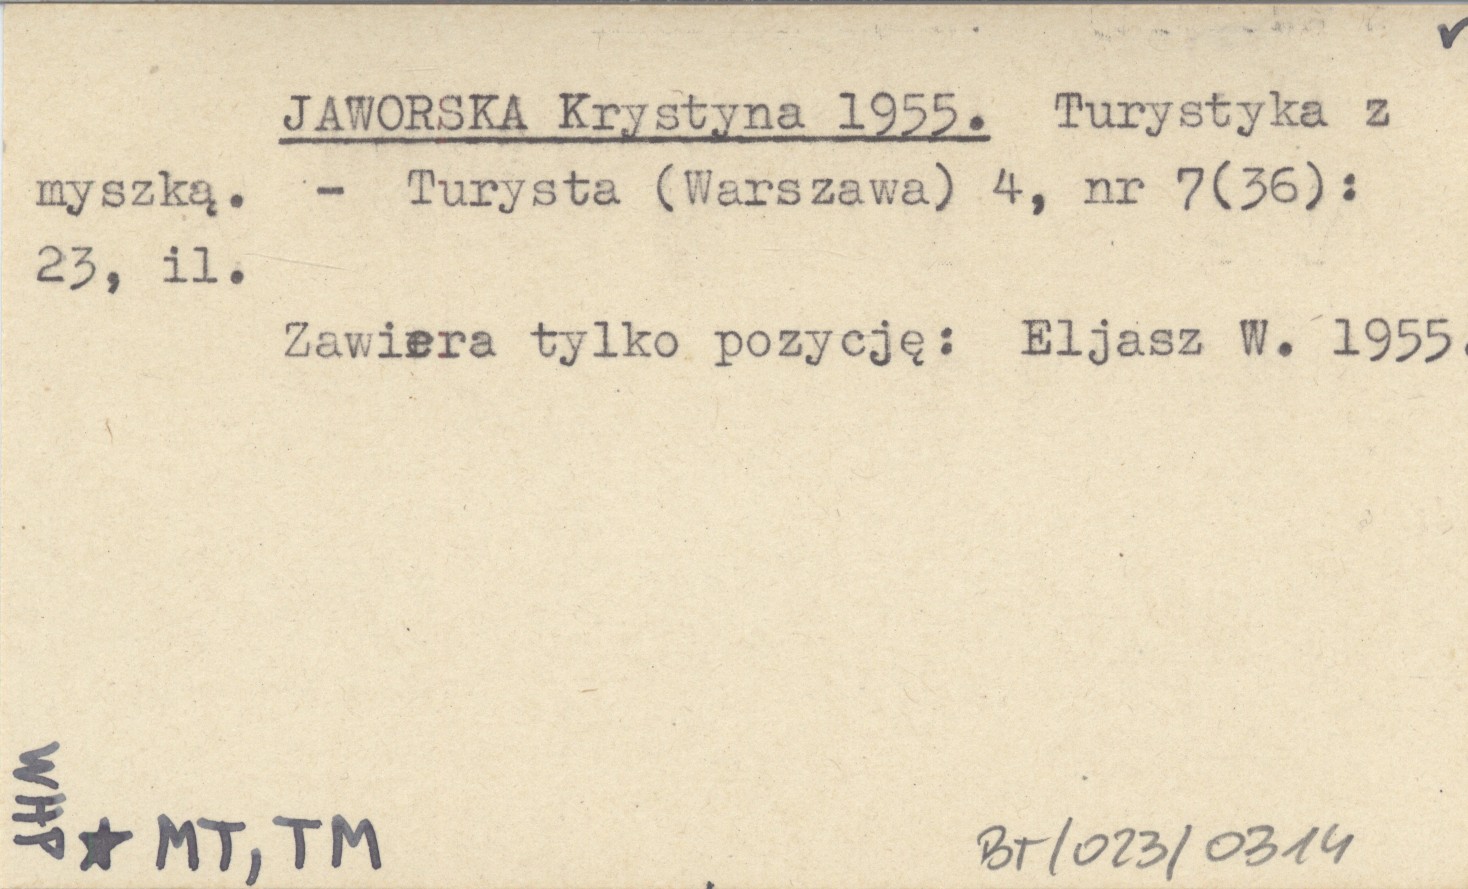 JAWORSKA Krystyna 1955. Turystyka z
myszką. - Turysta (Warszawa) 4, nr 7(36):
23, il.
Zawiera tylko pozycję: Eljasz W. 1955.
WHP
★ MT, TM
BT/023/0314